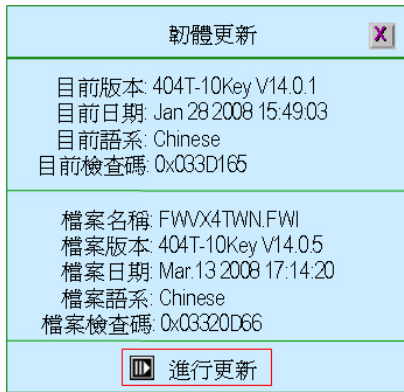 韌體更新
目前版本: 404T-10Key V14.0.1
目前日期: Jan 28 2008 15:49:03
目前語系: Chinese
目前檢查碼: 0x033D165
檔案名稱: FWVX4TWN.FWI
檔案版本: 404T-10Key V14.0.5
檔案日期: Mar.13 2008 17:14:20
檔案語系: Chinese
檔案檢查碼: 0x03320D66
進行更新